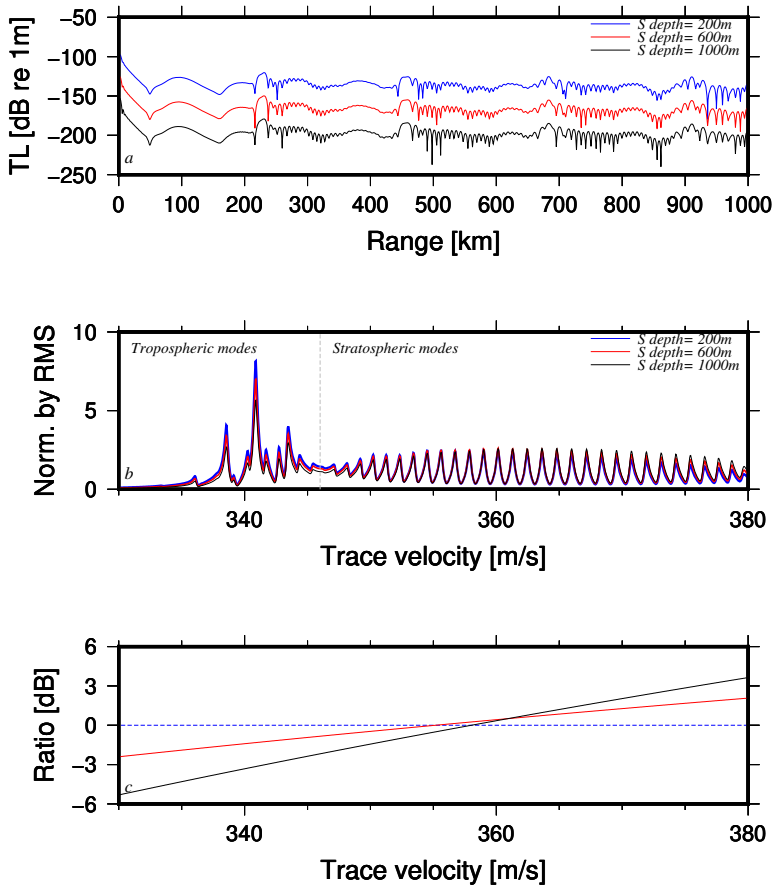 −50
−100
−150
−200
−250
TL [dB re 1m]
S depth= 200m
S depth= 600m
S depth= 1000m
a
0 100 200 300 400 500 600 700 800 900 1000
Range [km]
10
5
0
Norm. by RMS
Tropospheric modes
Stratospheric modes
S depth= 200m
S depth= 600m
S depth= 1000m
b
340 360 380
Trace velocity [m/s]
6
3
0
−3
−6
Ratio [dB]
c
340 360 380
Trace velocity [m/s]